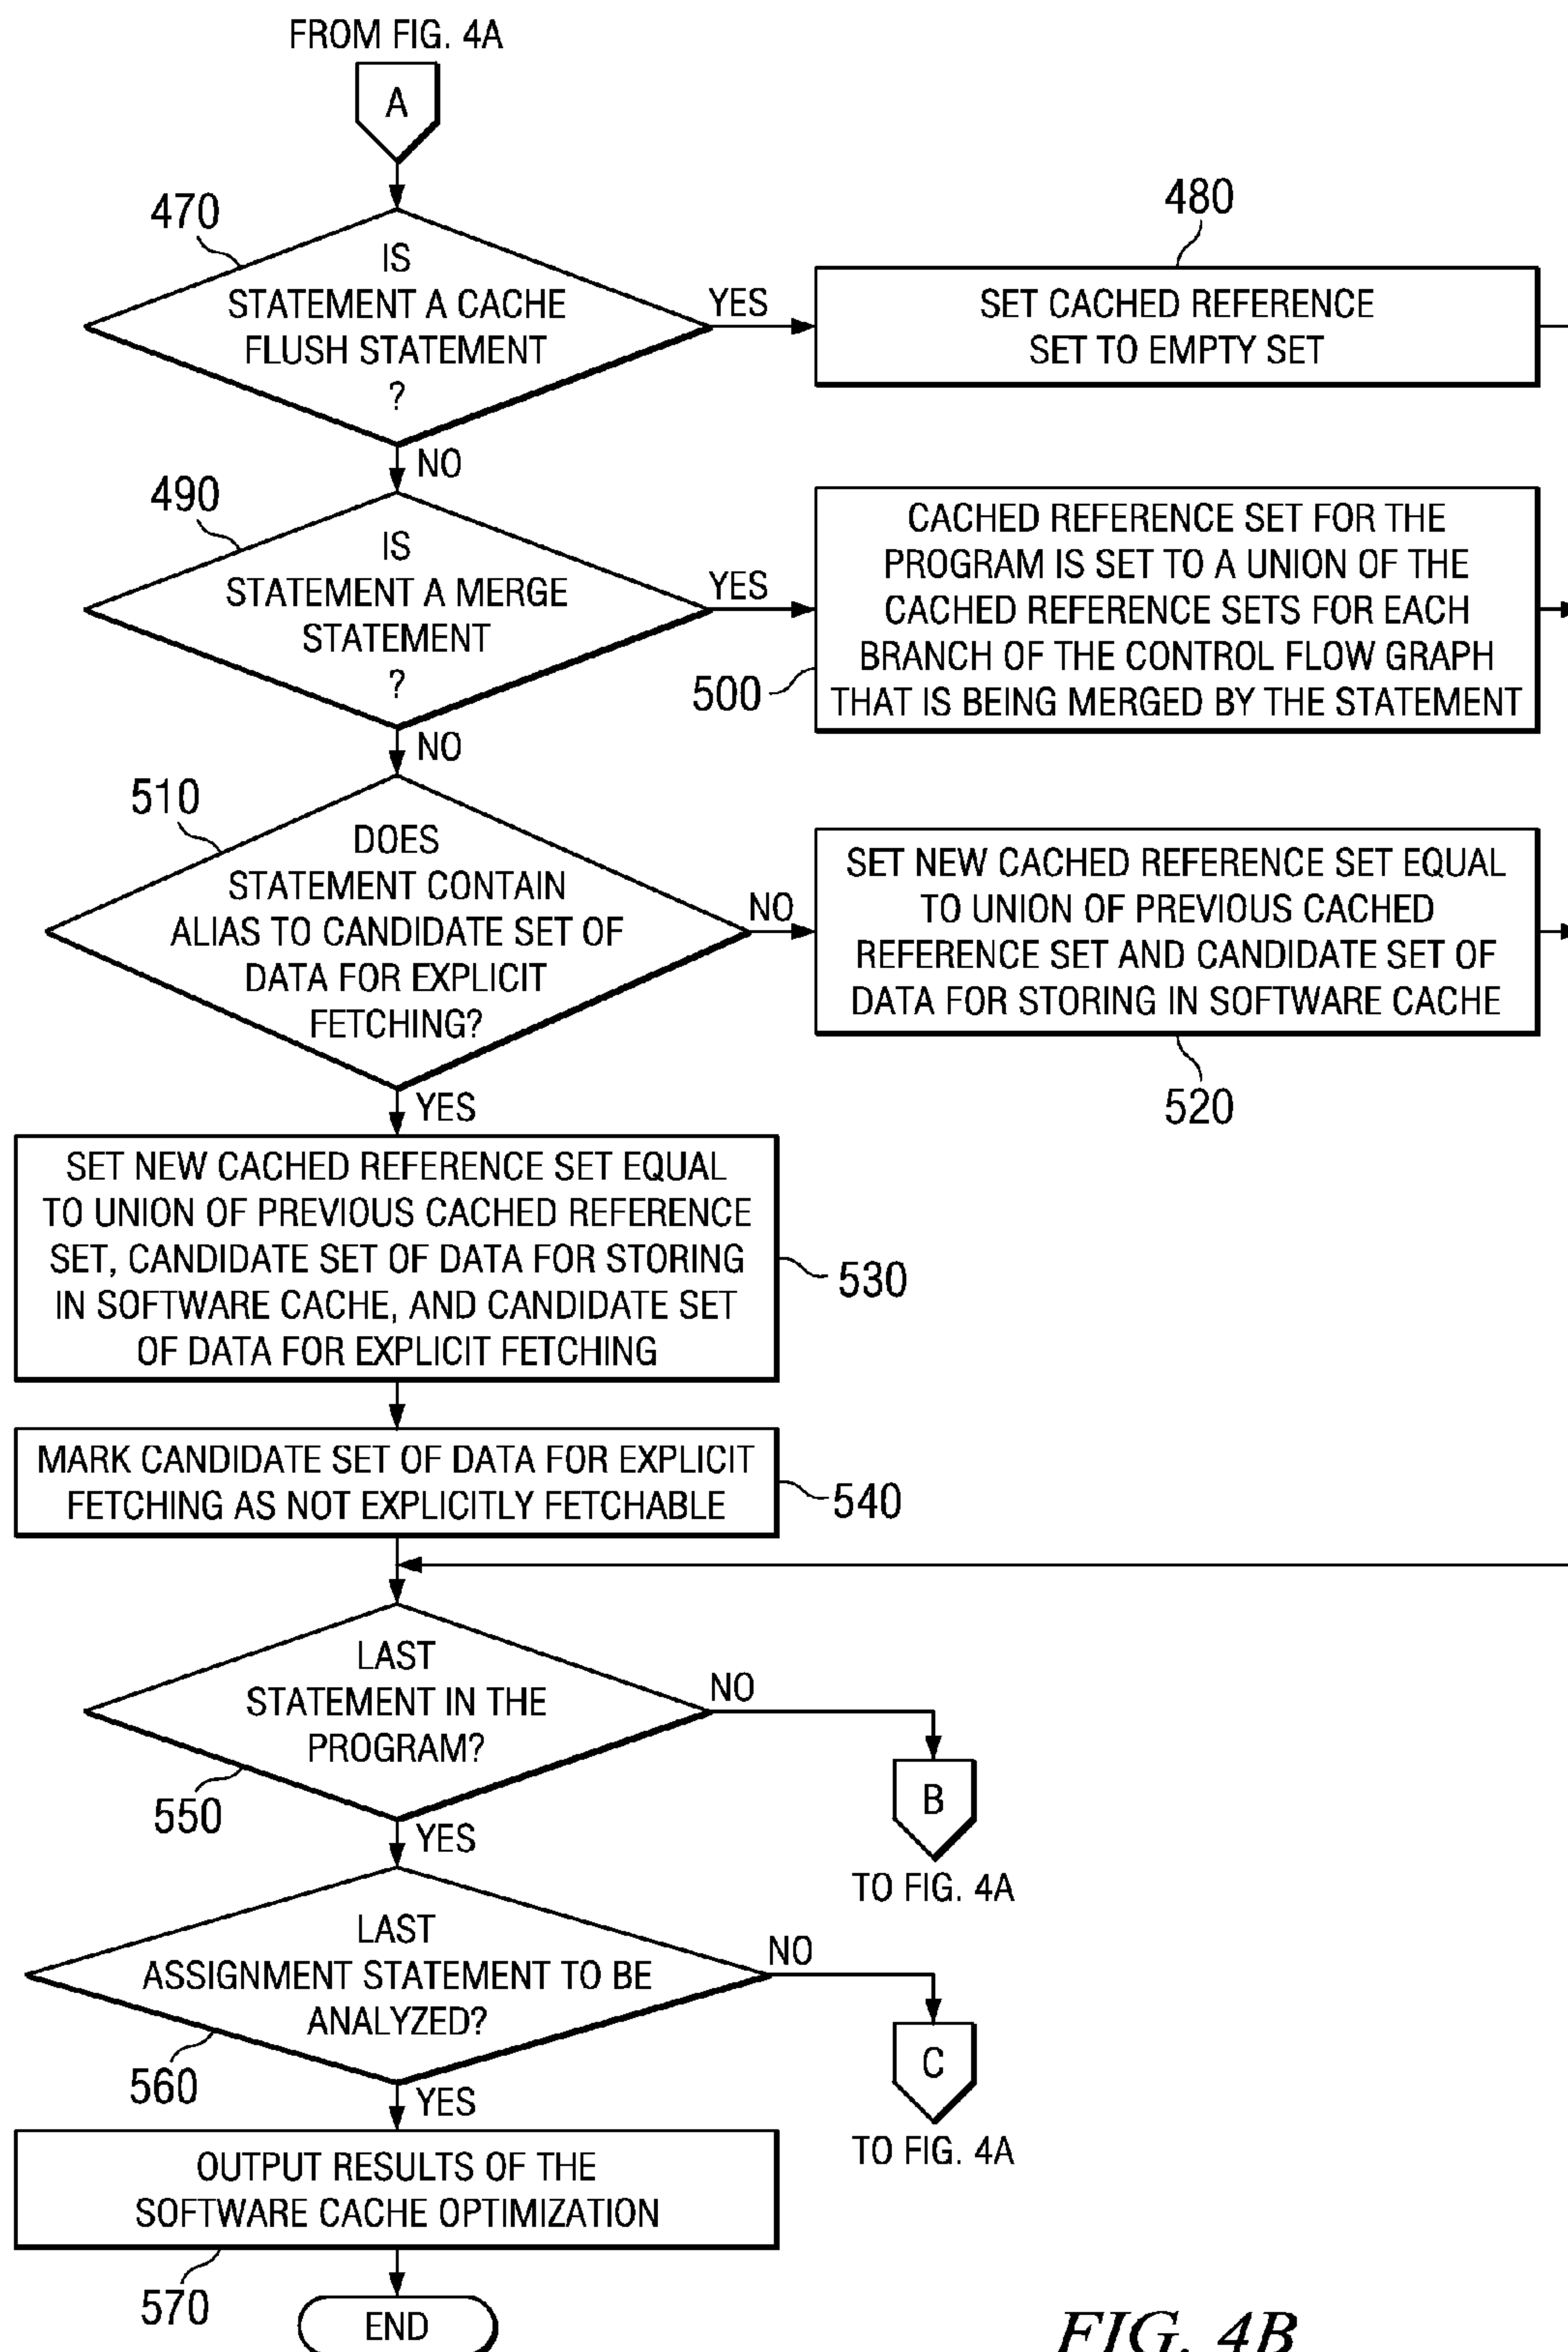 FROM FIG. 4A
A
470
IS
STATEMENT A CACHE
FLUSH STATEMENT
?
YES
480
SET CACHED REFERENCE
SET TO EMPTY SET
NO
490
IS
STATEMENT A MERGE
STATEMENT
?
YES
500
CACHED REFERENCE SET FOR THE
PROGRAM IS SET TO A UNION OF THE
CACHED REFERENCE SETS FOR EACH
BRANCH OF THE CONTROL FLOW GRAPH
THAT IS BEING MERGED BY THE STATEMENT
NO
510
DOES
STATEMENT CONTAIN
ALIAS TO CANDIDATE SET OF
DATA FOR EXPLICIT
FETCHING?
NO
SET NEW CACHED REFERENCE SET EQUAL
TO UNION OF PREVIOUS CACHED
REFERENCE SET AND CANDIDATE SET OF
DATA FOR STORING IN SOFTWARE CACHE
520
YES
SET NEW CACHED REFERENCE SET EQUAL
TO UNION OF PREVIOUS CACHED REFERENCE
SET, CANDIDATE SET OF DATA FOR STORING
IN SOFTWARE CACHE, AND CANDIDATE SET
OF DATA FOR EXPLICIT FETCHING
530
MARK CANDIDATE SET OF DATA FOR EXPLICIT
FETCHING AS NOT EXPLICITLY FETCHABLE
540
LAST
STATEMENT IN THE
PROGRAM?
550
NO
B
TO FIG. 4A
YES
LAST
ASSIGNMENT STATEMENT TO BE
ANALYZED?
560
NO
C
TO FIG. 4A
YES
OUTPUT RESULTS OF THE
SOFTWARE CACHE OPTIMIZATION
570
END
FIG. 4B